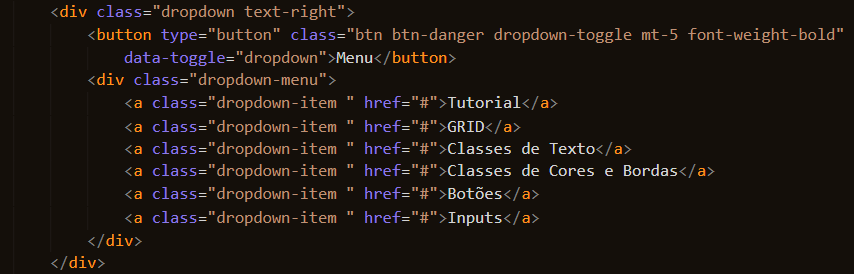 <div class="dropdown text-right">
<button type="button" class="btn btn-danger dropdown-toggle mt-5 font-weight-bold"
data-toggle="dropdown">Menu</button>
<div class="dropdown-menu">
<a class="dropdown-item " href="#">Tutorial</a>
<a class="dropdown-item " href="#">GRID</a>
<a class="dropdown-item " href="#">Classes de Texto</a>
<a class="dropdown-item " href="#">Classes de Cores e Bordas</a>
<a class="dropdown-item " href="#">Botões</a>
<a class="dropdown-item " href="#">Inputs</a>
</div>
</div>